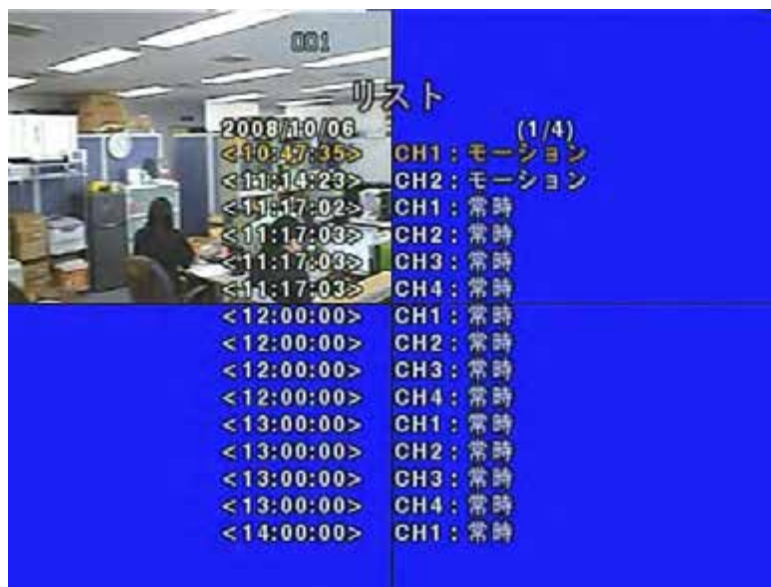 001
リスト
2008/10/06 (1/4)
<10:47:35> CH1:モーション
<11:14:23> CH2:モーション
<11:17:02> CH1:常時
<11:17:03> CH2:常時
<11:17:03> CH3:常時
<11:17:03> CH4:常時
<12:00:00> CH1:常時
<12:00:00> CH2:常時
<12:00:00> CH3:常時
<12:00:00> CH4:常時
<13:00:00> CH1:常時
<13:00:00> CH2:常時
<13:00:00> CH3:常時
<13:00:00> CH4:常時
<14:00:00> CH1:常時